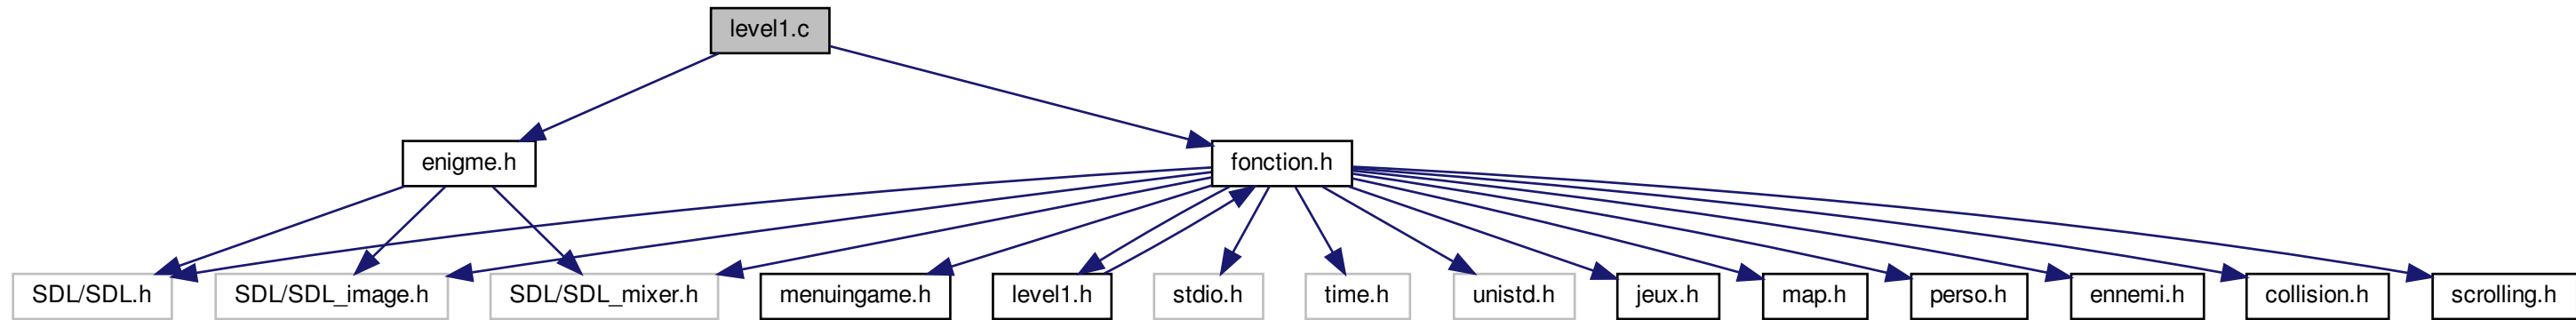 level1.c
enigme.h
fonction.h
SDL/SDL.h
SDL/SDL_image.h
SDL/SDL_mixer.h
menuingame.h
level1.h
stdio.h
time.h
unistd.h
jeux.h
map.h
perso.h
ennemi.h
collision.h
scrolling.h